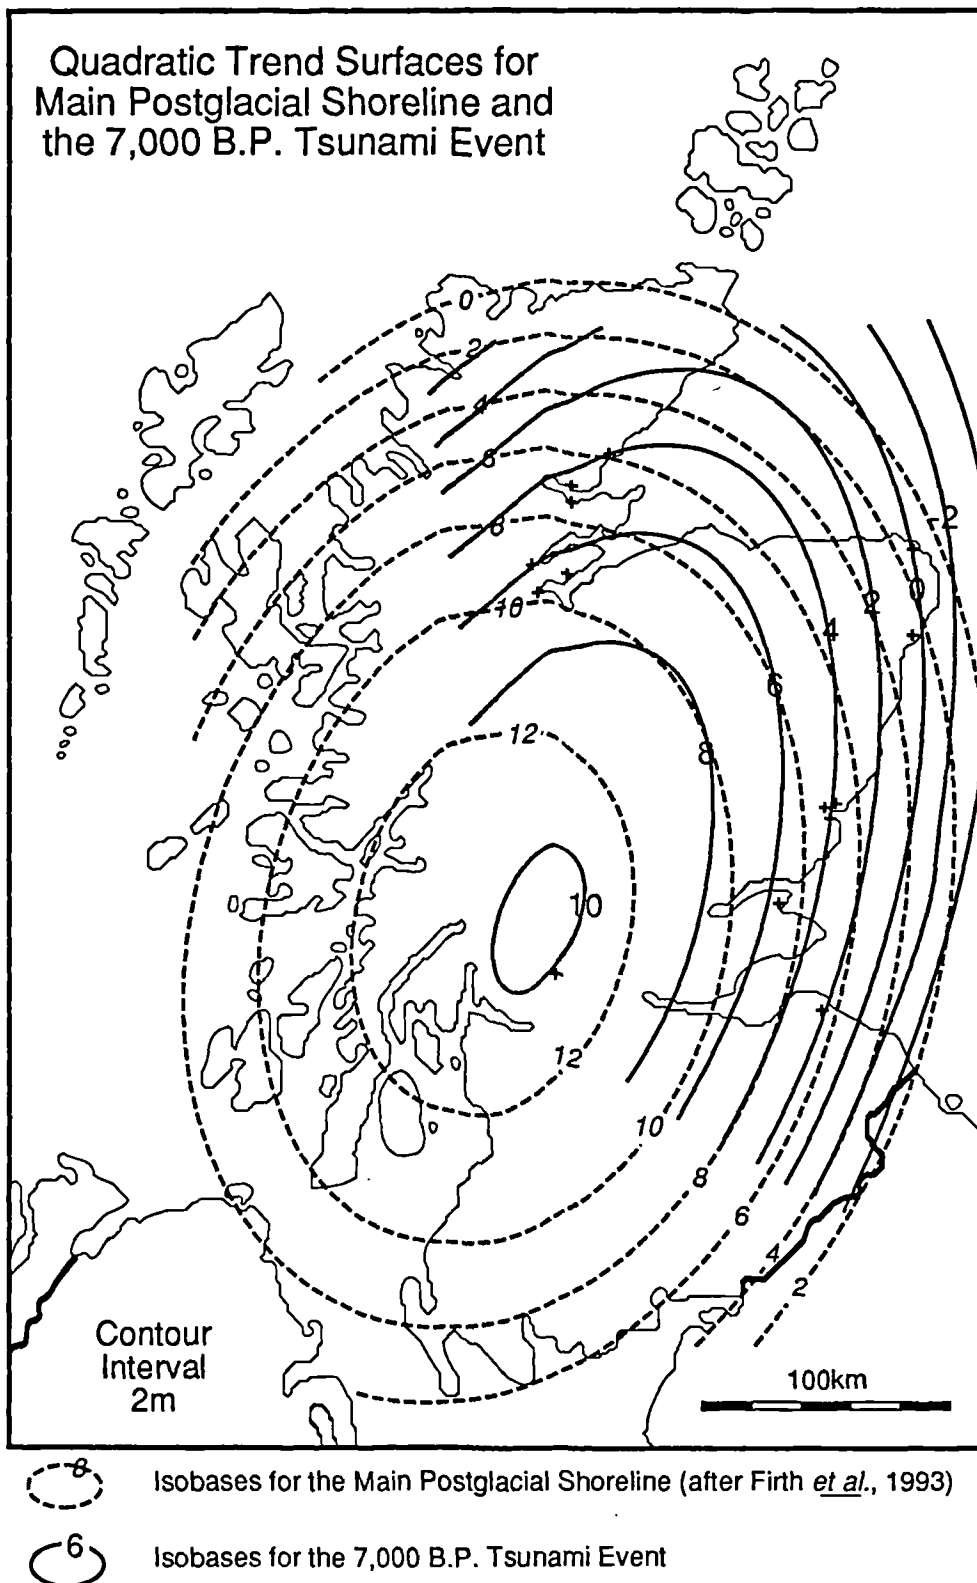 Quadratic Trend Surfaces for
Main Postglacial Shoreline and
the 7,000 B.P. Tsunami Event
0
2
4
6
8
10
12
-2
0
2
4
6
8
10
12
10
8
6
4
2
Contour
Interval
2m
100km
8 Isobases for the Main Postglacial Shoreline (after Firth et al., 1993)
6 Isobases for the 7,000 B.P. Tsunami Event